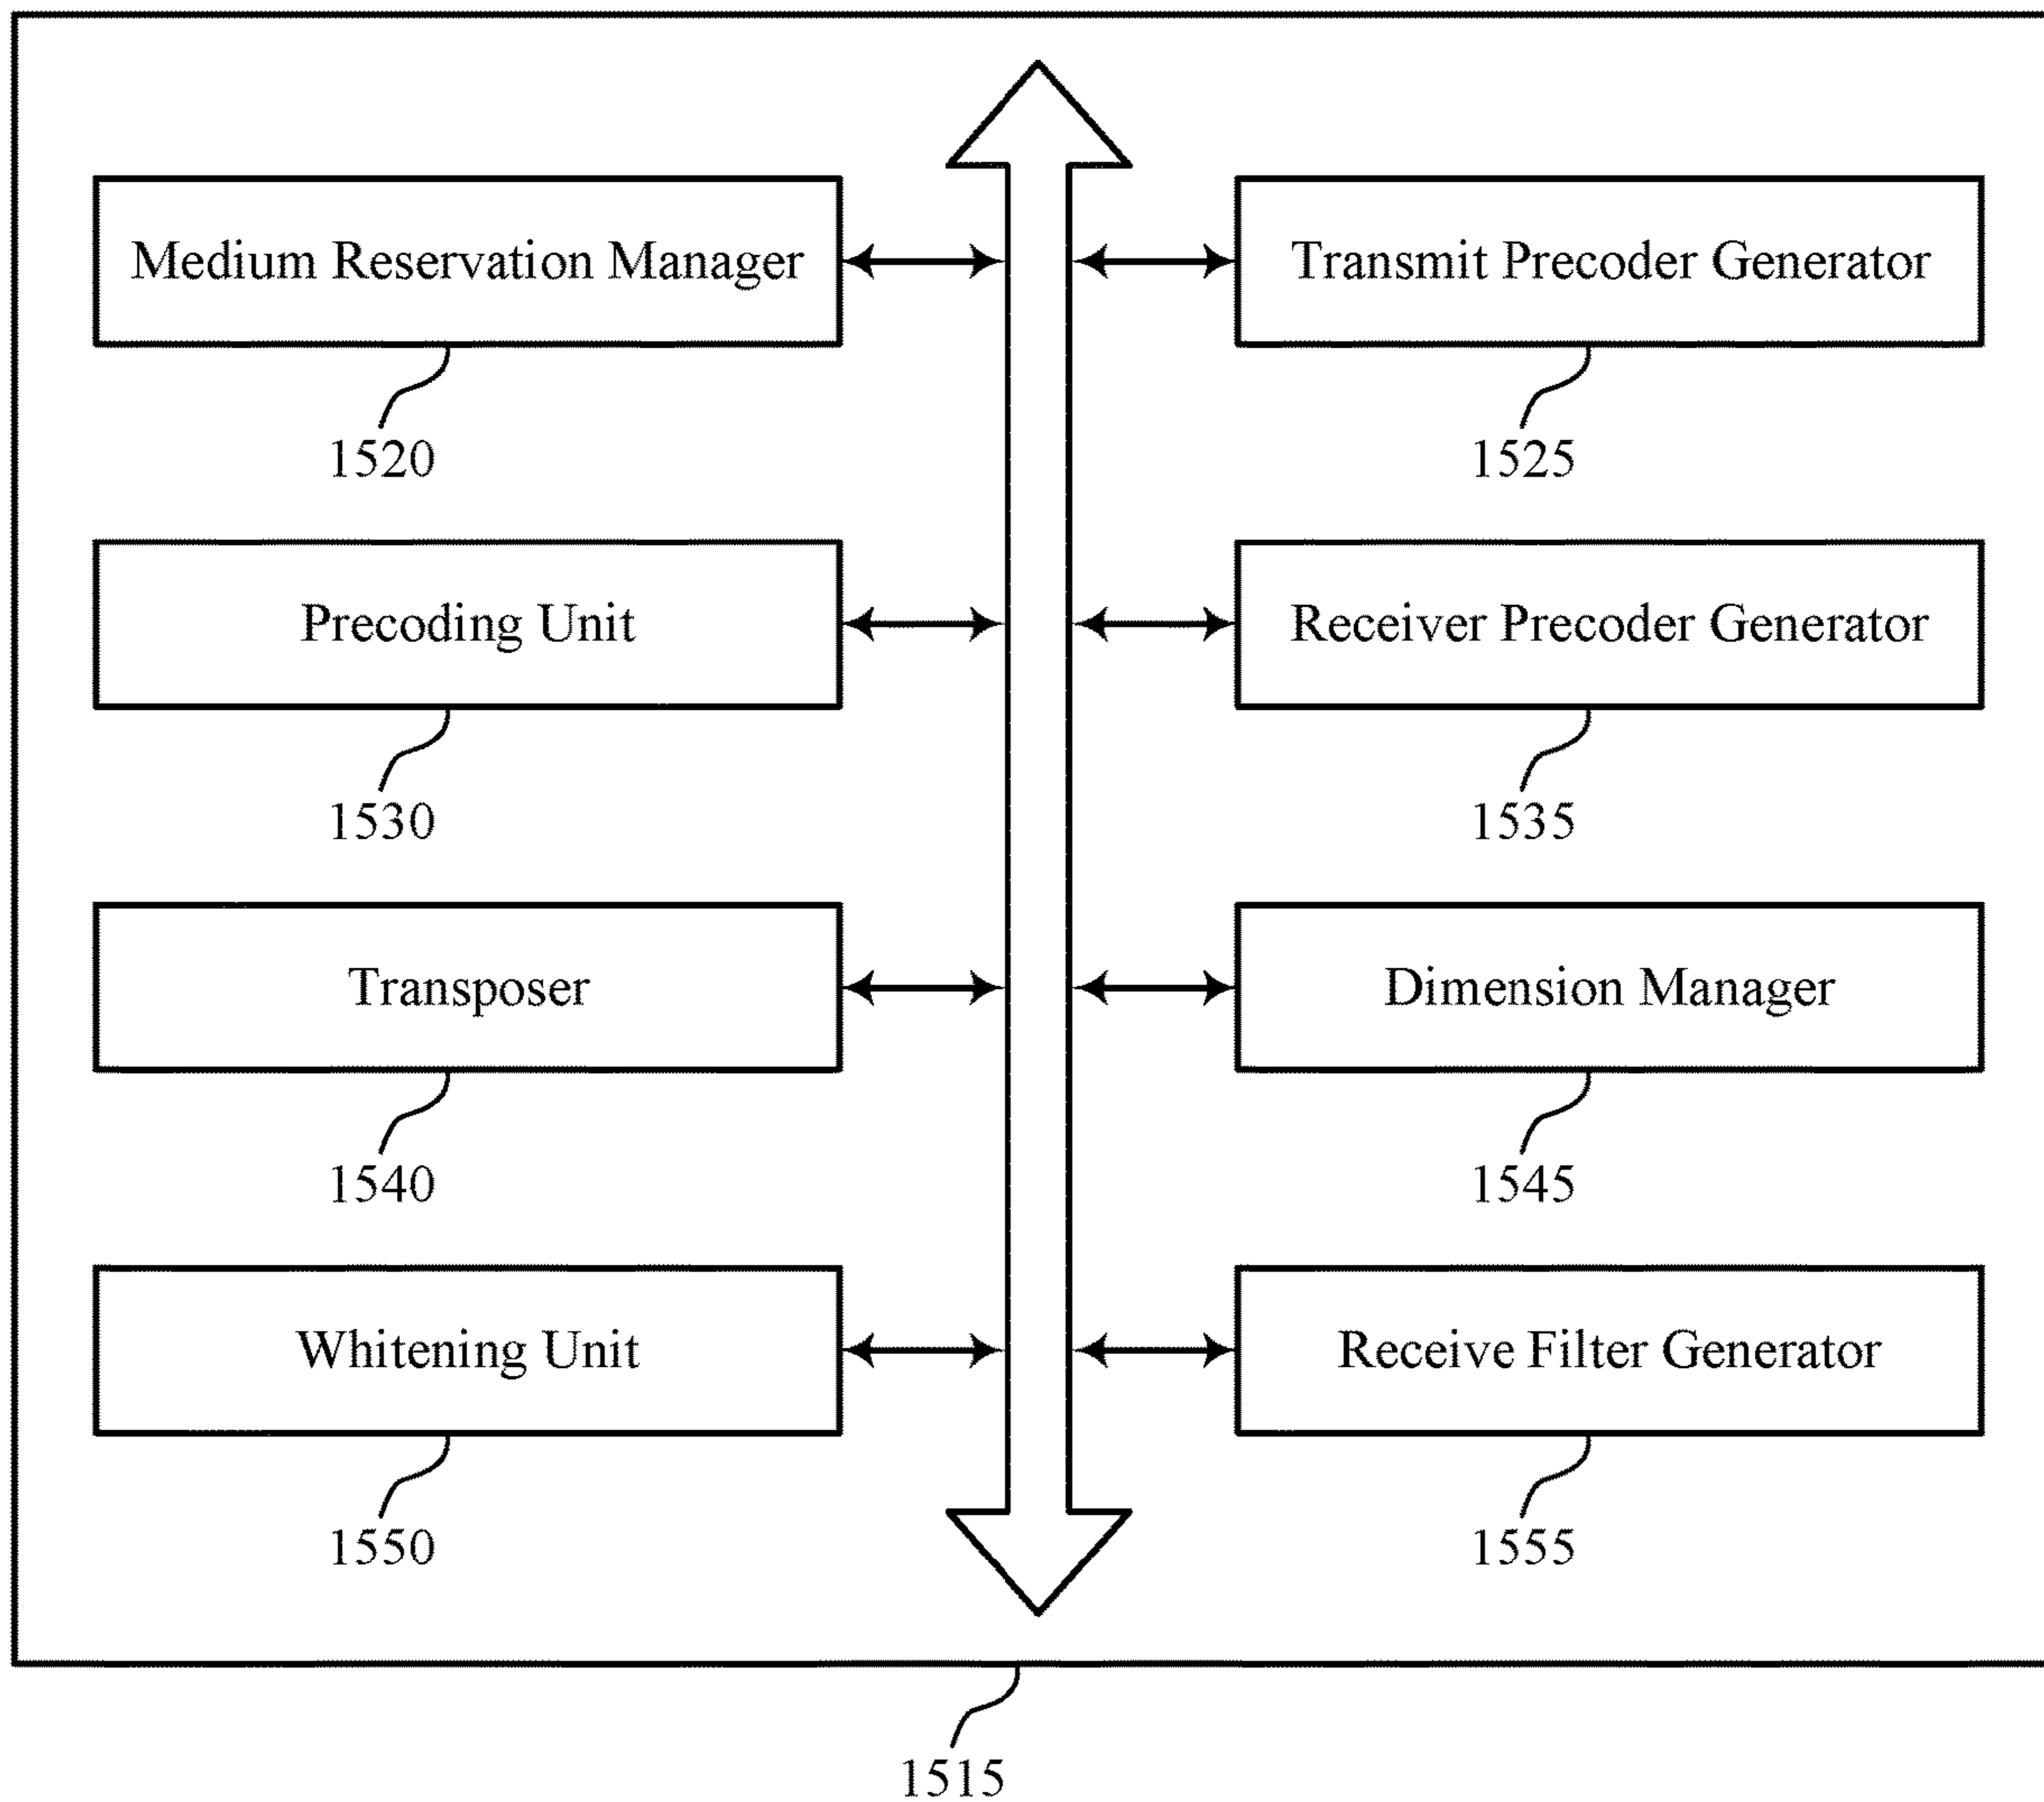 Medium Reservation Manager
Transmit Precoder Generator
1520
1525
Precoding Unit
Receiver Precoder Generator
1530
1535
Transposer
Dimension Manager
1540
1545
Whitening Unit
Receive Filter Generator
1550
1555
1515